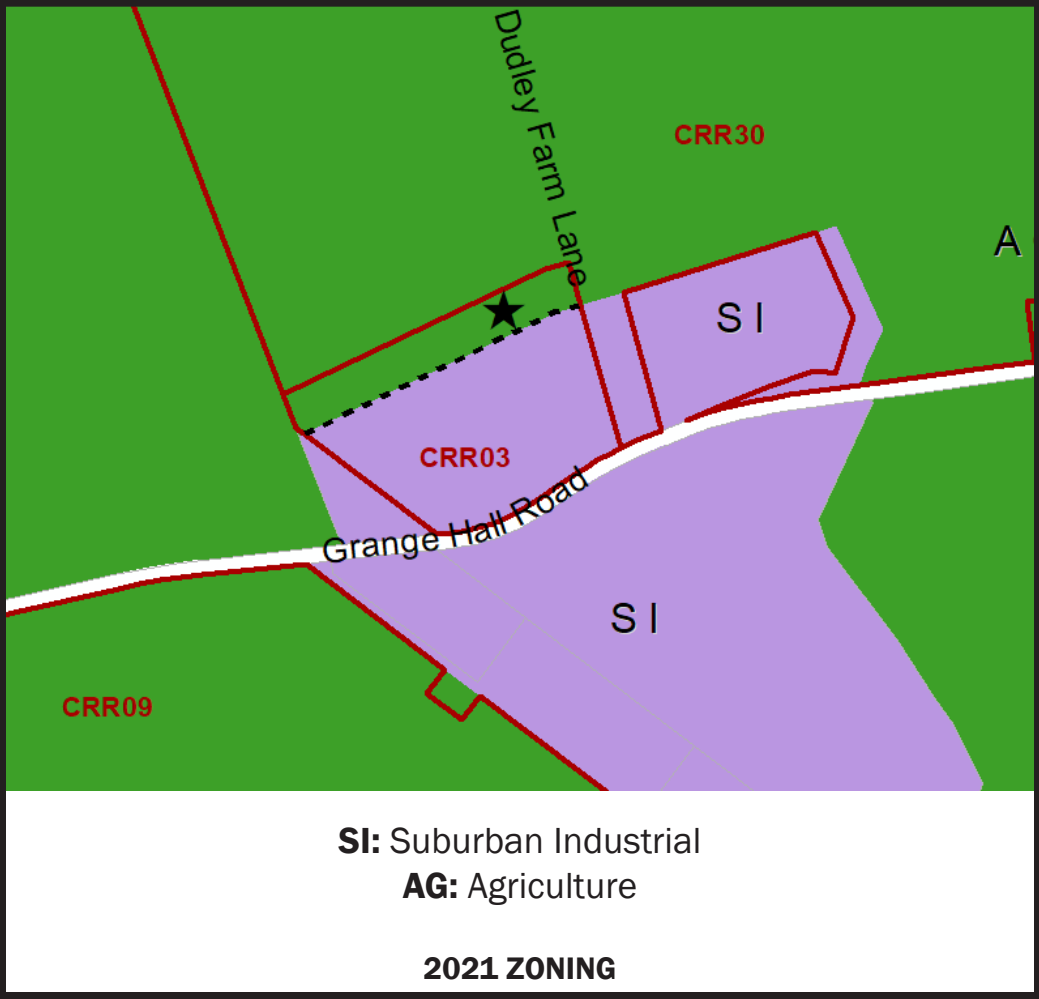 Dudley Farm Lane
CRR30
A
S I
CRR03
Grange Hall Road
S I
CRR09
SI: Suburban Industrial
AG: Agriculture
2021 ZONING